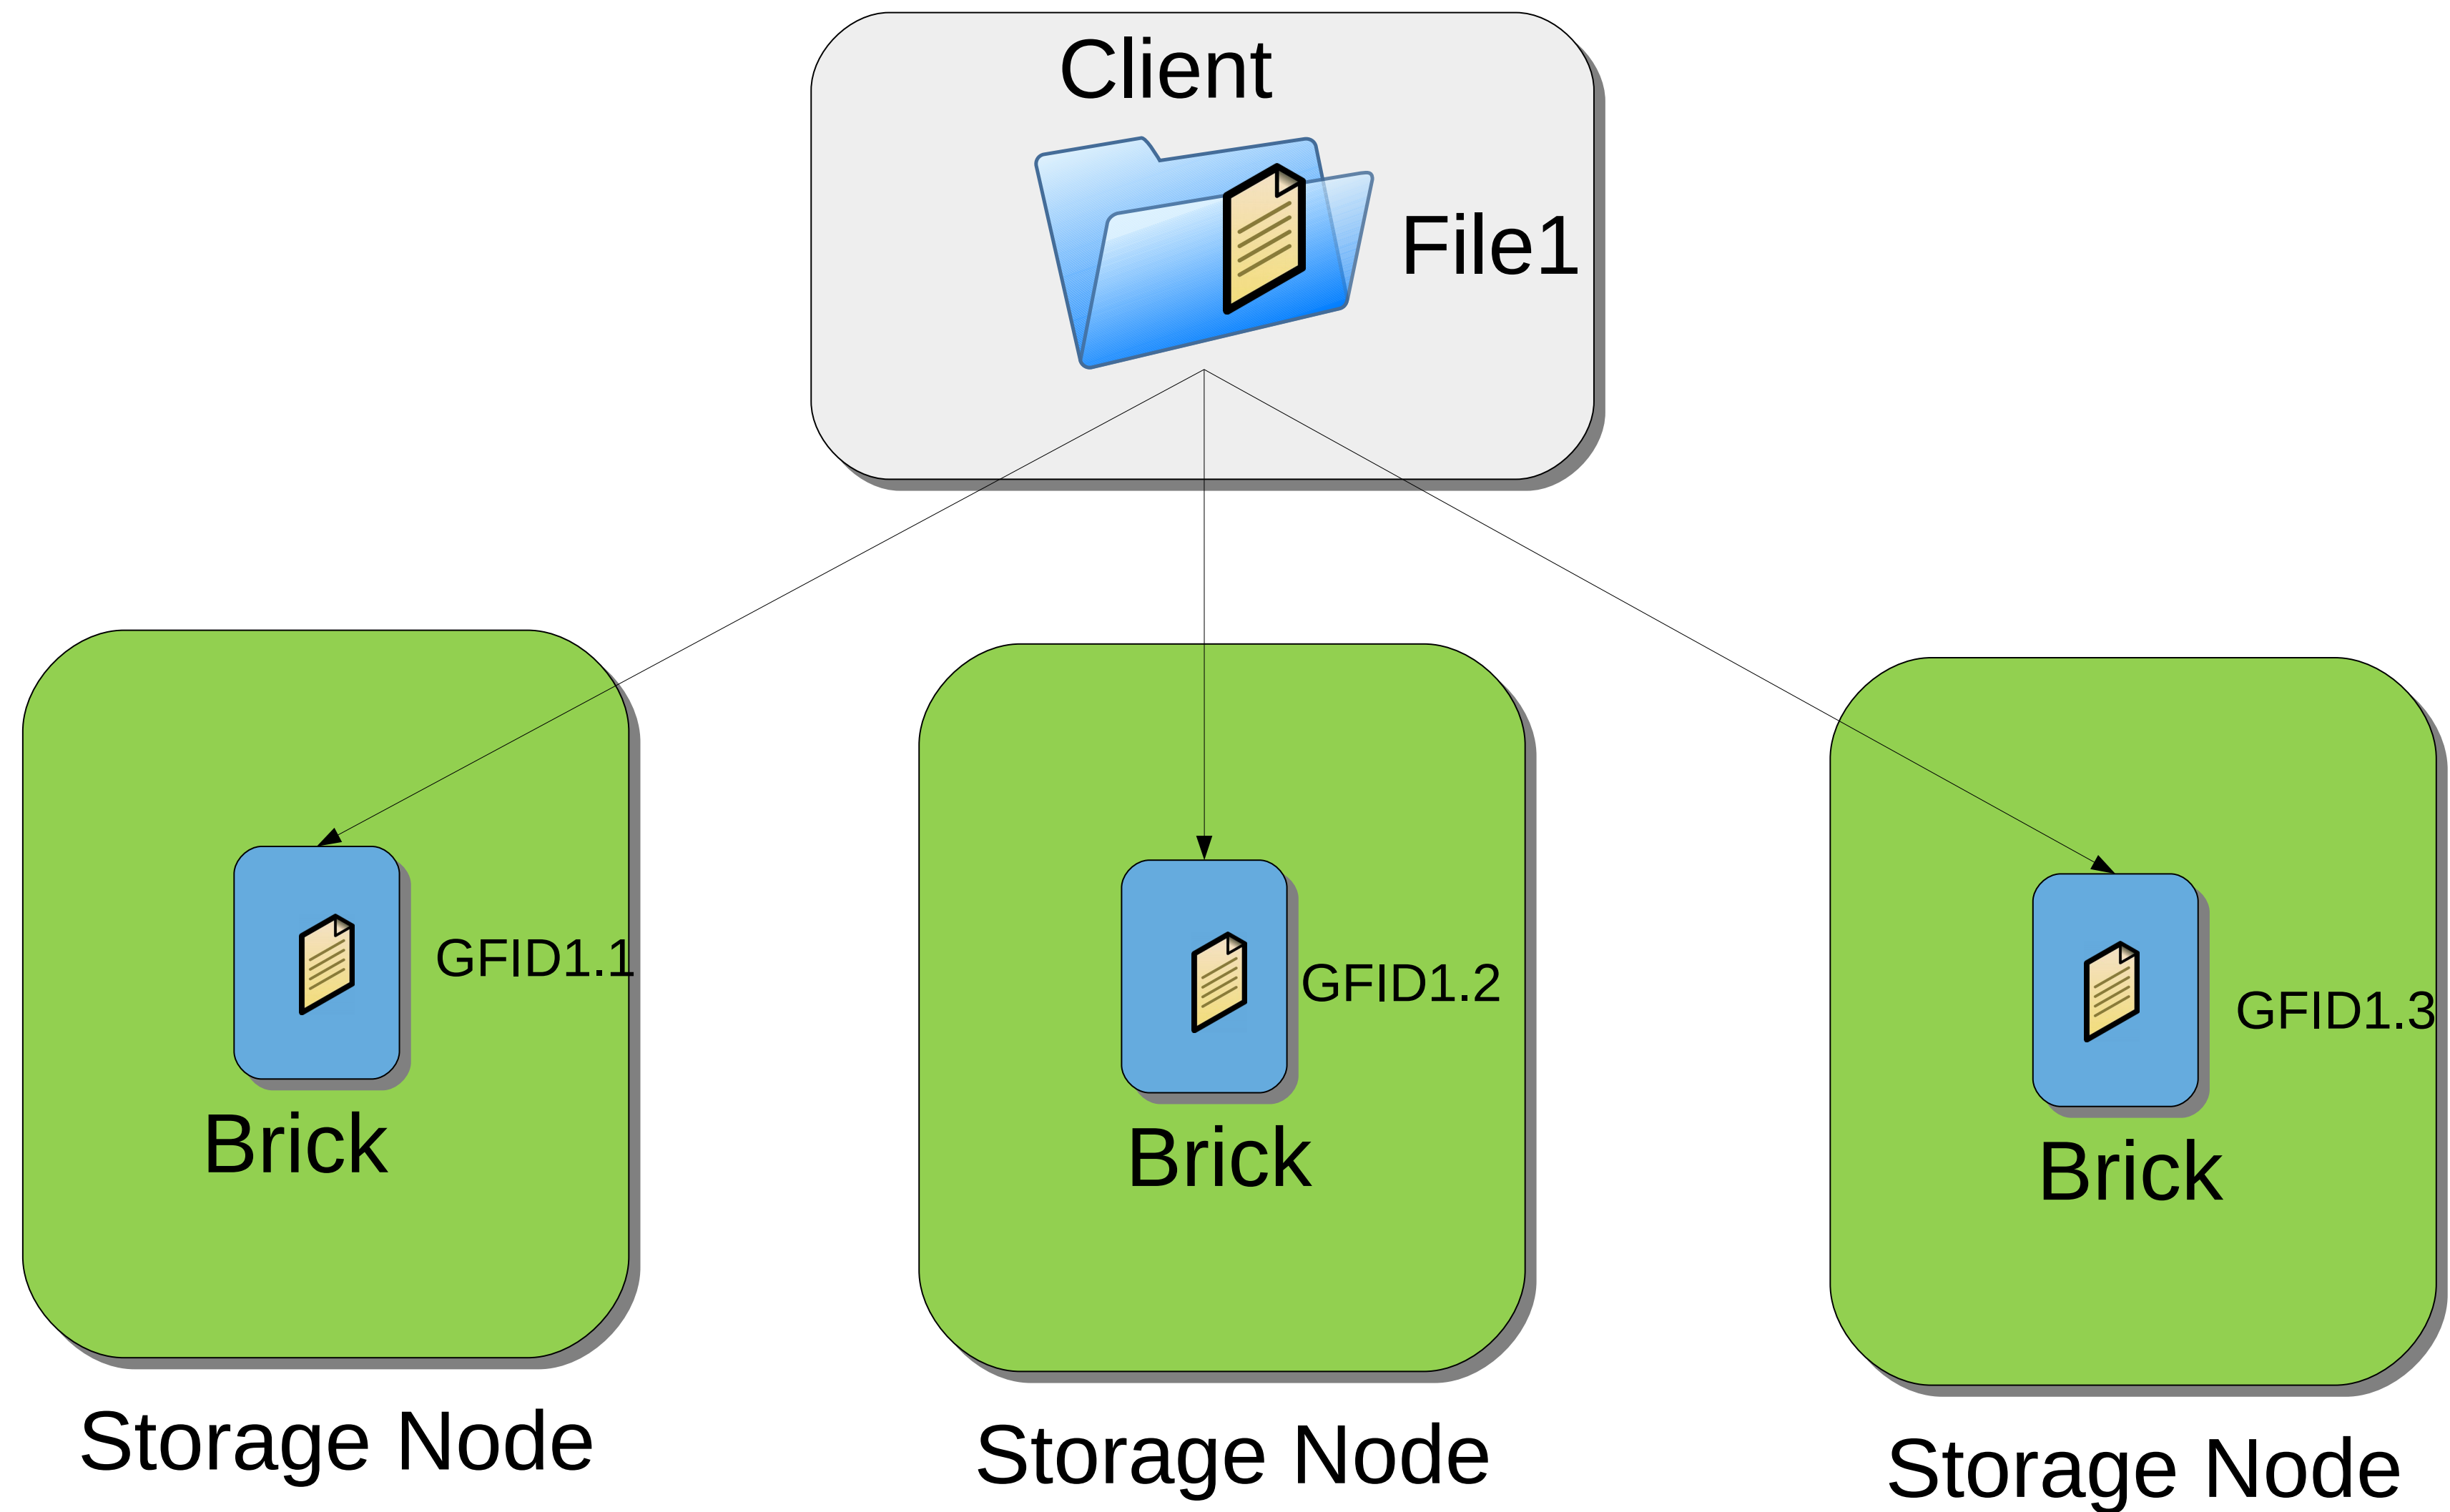 Client
File1
GFID1.1
GFID1.2
GFID1.3
Brick
Brick
Brick
Storage Node
Storage Node
Storage Node